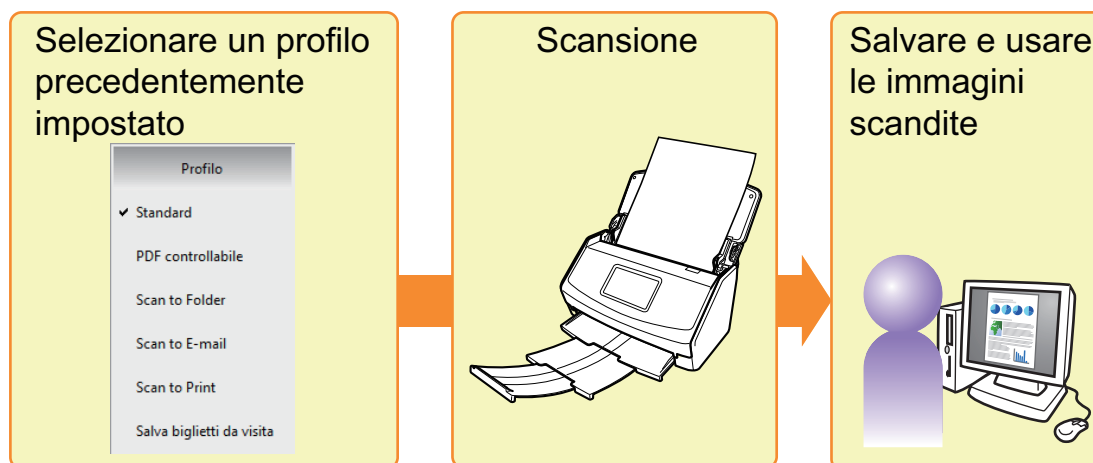 Selezionare un profilo
precedentemente
impostato
Profilo
Standard
PDF controllabile
Scan to Folder
Scan to E-mail
Scan to Print
Salva biglietti da visita
Scansione
Salvare e usare
le immagini
scandite